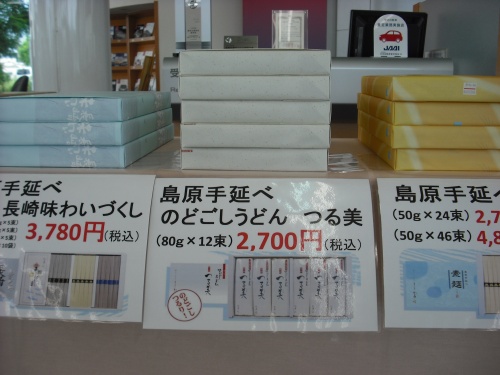 JAAI
手延べ
長崎味わいづくし
3,780円(税込)
島原手延べ
のどごしうどん つる美
(80g×12束) 2,700円(税込)
島原手延べ
(50g×24束) 2,7
(50g×46束) 4,8